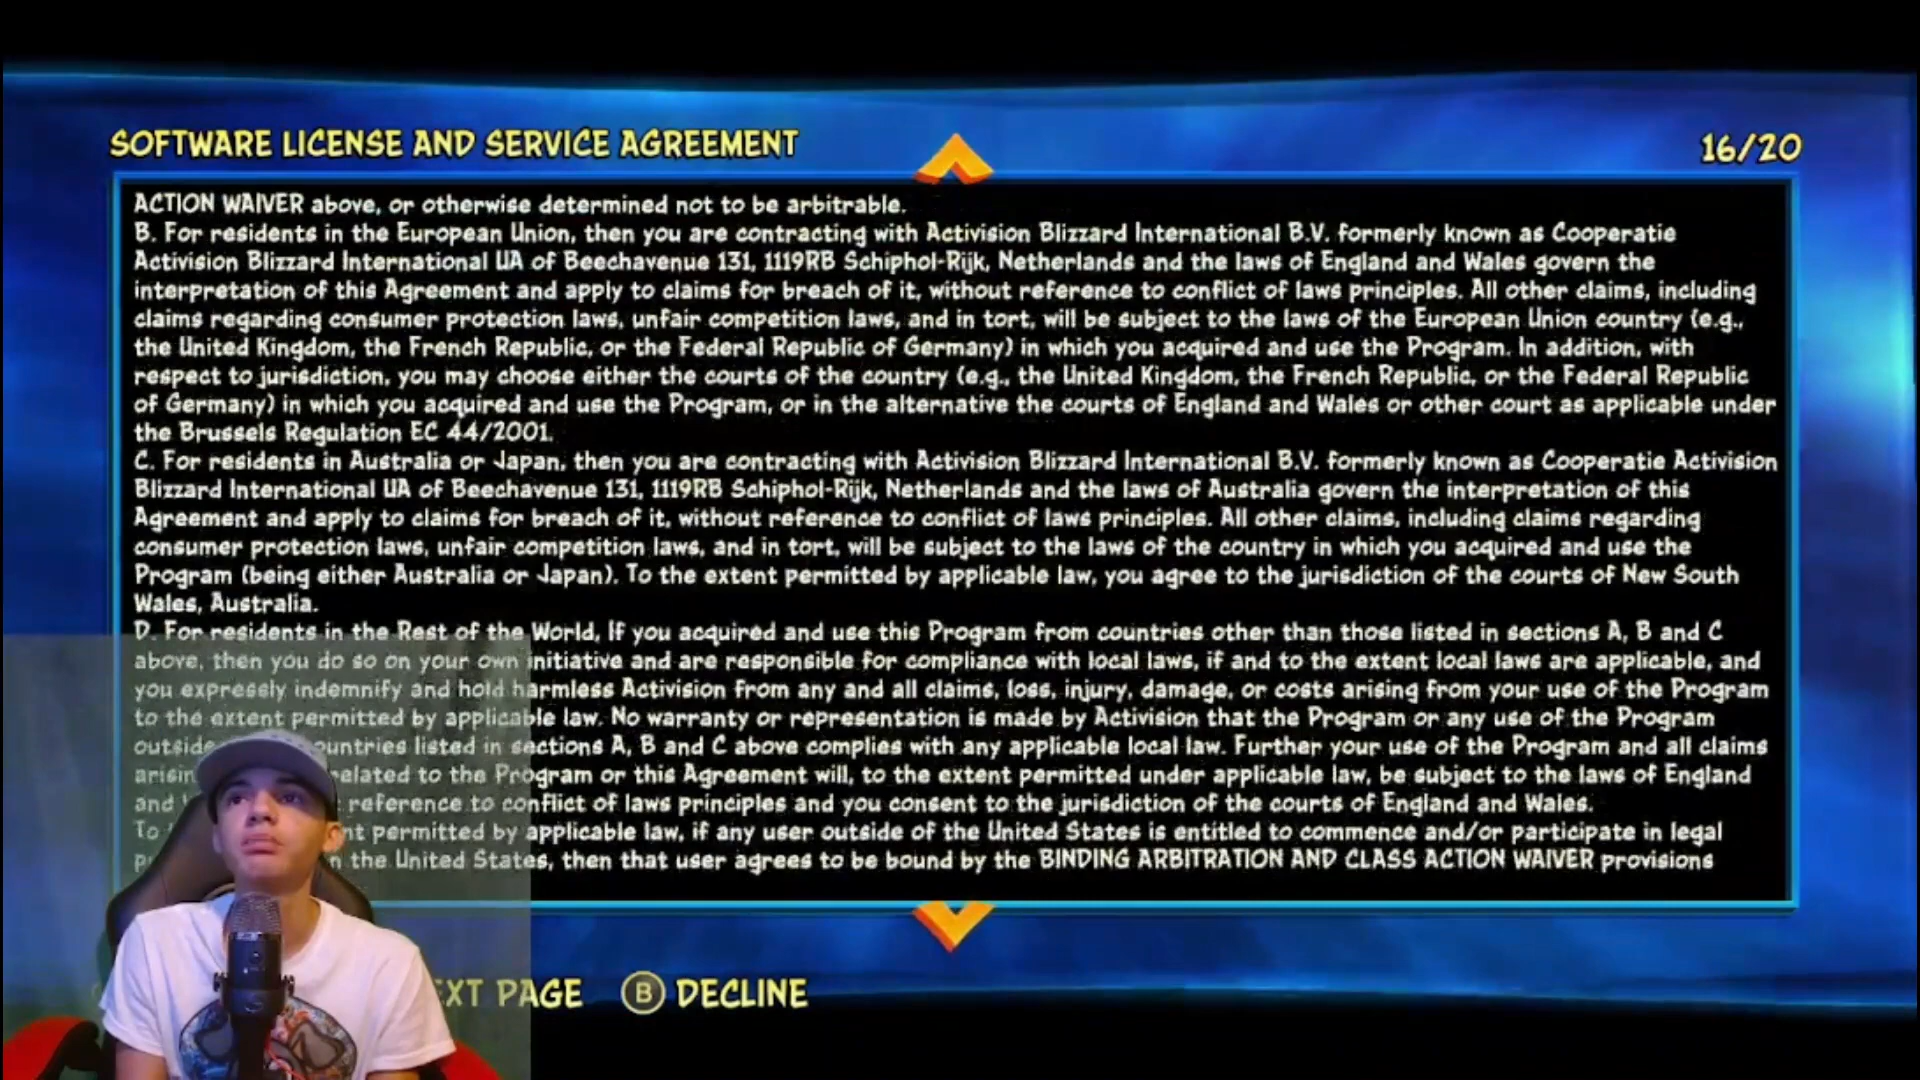 SOFTWARE LICENSE AND SERVICE AGREEMENT
16/20
ACTION WAIVER above, or otherwise determined not to be arbitrable.
B. For residents in the European Union, then you are contracting with Activision Blizzard International B.V. formerly known as Cooperatie
Activision Blizzard International UA of Beechavenue 131, 1119RB Schiphol-Rijk, Netherlands and the laws of England and Wales govern the
interpretation of this Agreement and apply to claims for breach of it, without reference to conflict of laws principles. All other claims, including
claims regarding consumer protection laws, unfair competition laws, and in tort, will be subject to the laws of the European Union country (e.g.,
the United Kingdom, the French Republic, or the Federal Republic of Germany) in which you acquired and use the Program. In addition, with
respect to jurisdiction, you may choose either the courts of the country (e.g., the United Kingdom, the French Republic, or the Federal Republic
of Germany) in which you acquired and use the Program, or in the alternative the courts of England and Wales or other court as applicable under
the Brussels Regulation EC 44/2001.
C. For residents in Australia or Japan, then you are contracting with Activision Blizzard International B.V. formerly known as Cooperatie Activision
Blizzard International UA of Beechavenue 131, 1119RB Schiphol-Rijk, Netherlands and the laws of Australia govern the interpretation of this
Agreement and apply to claims for breach of it, without reference to conflict of laws principles. All other claims, including claims regarding
consumer protection laws, unfair competition laws, and in tort, will be subject to the laws of the country in which you acquired and use the
Program (being either Australia or Japan). To the extent permitted by applicable law, you agree to the jurisdiction of the courts of New South
Wales, Australia.
D. For residents in the Rest of the World, If you acquired and use this Program from countries other than those listed in sections A, B and C
above, then you do so on your own initiative and are responsible for compliance with local laws, if and to the extent local laws are applicable, and
you expressly indemnify and hold harmless Activision from any and all claims, loss, injury, damage, or costs arising from your use of the Program
to the extent permitted by applicable law. No warranty or representation is made by Activision that the Program or any use of the Program
outside countries listed in sections A, B and C above complies with any applicable local law. Further your use of the Program and all claims
related to the Program or this Agreement will, to the extent permitted under applicable law, be subject to the laws of England
and reference to conflict of laws principles and you consent to the jurisdiction of the courts of England and Wales.
To permitted by applicable law, if any user outside of the United States is entitled to commence and/or participate in legal
the United States, then that user agrees to be bound by the BINDING ARBITRATION AND CLASS ACTION WAIVER provisions
PAGE
B DECLINE